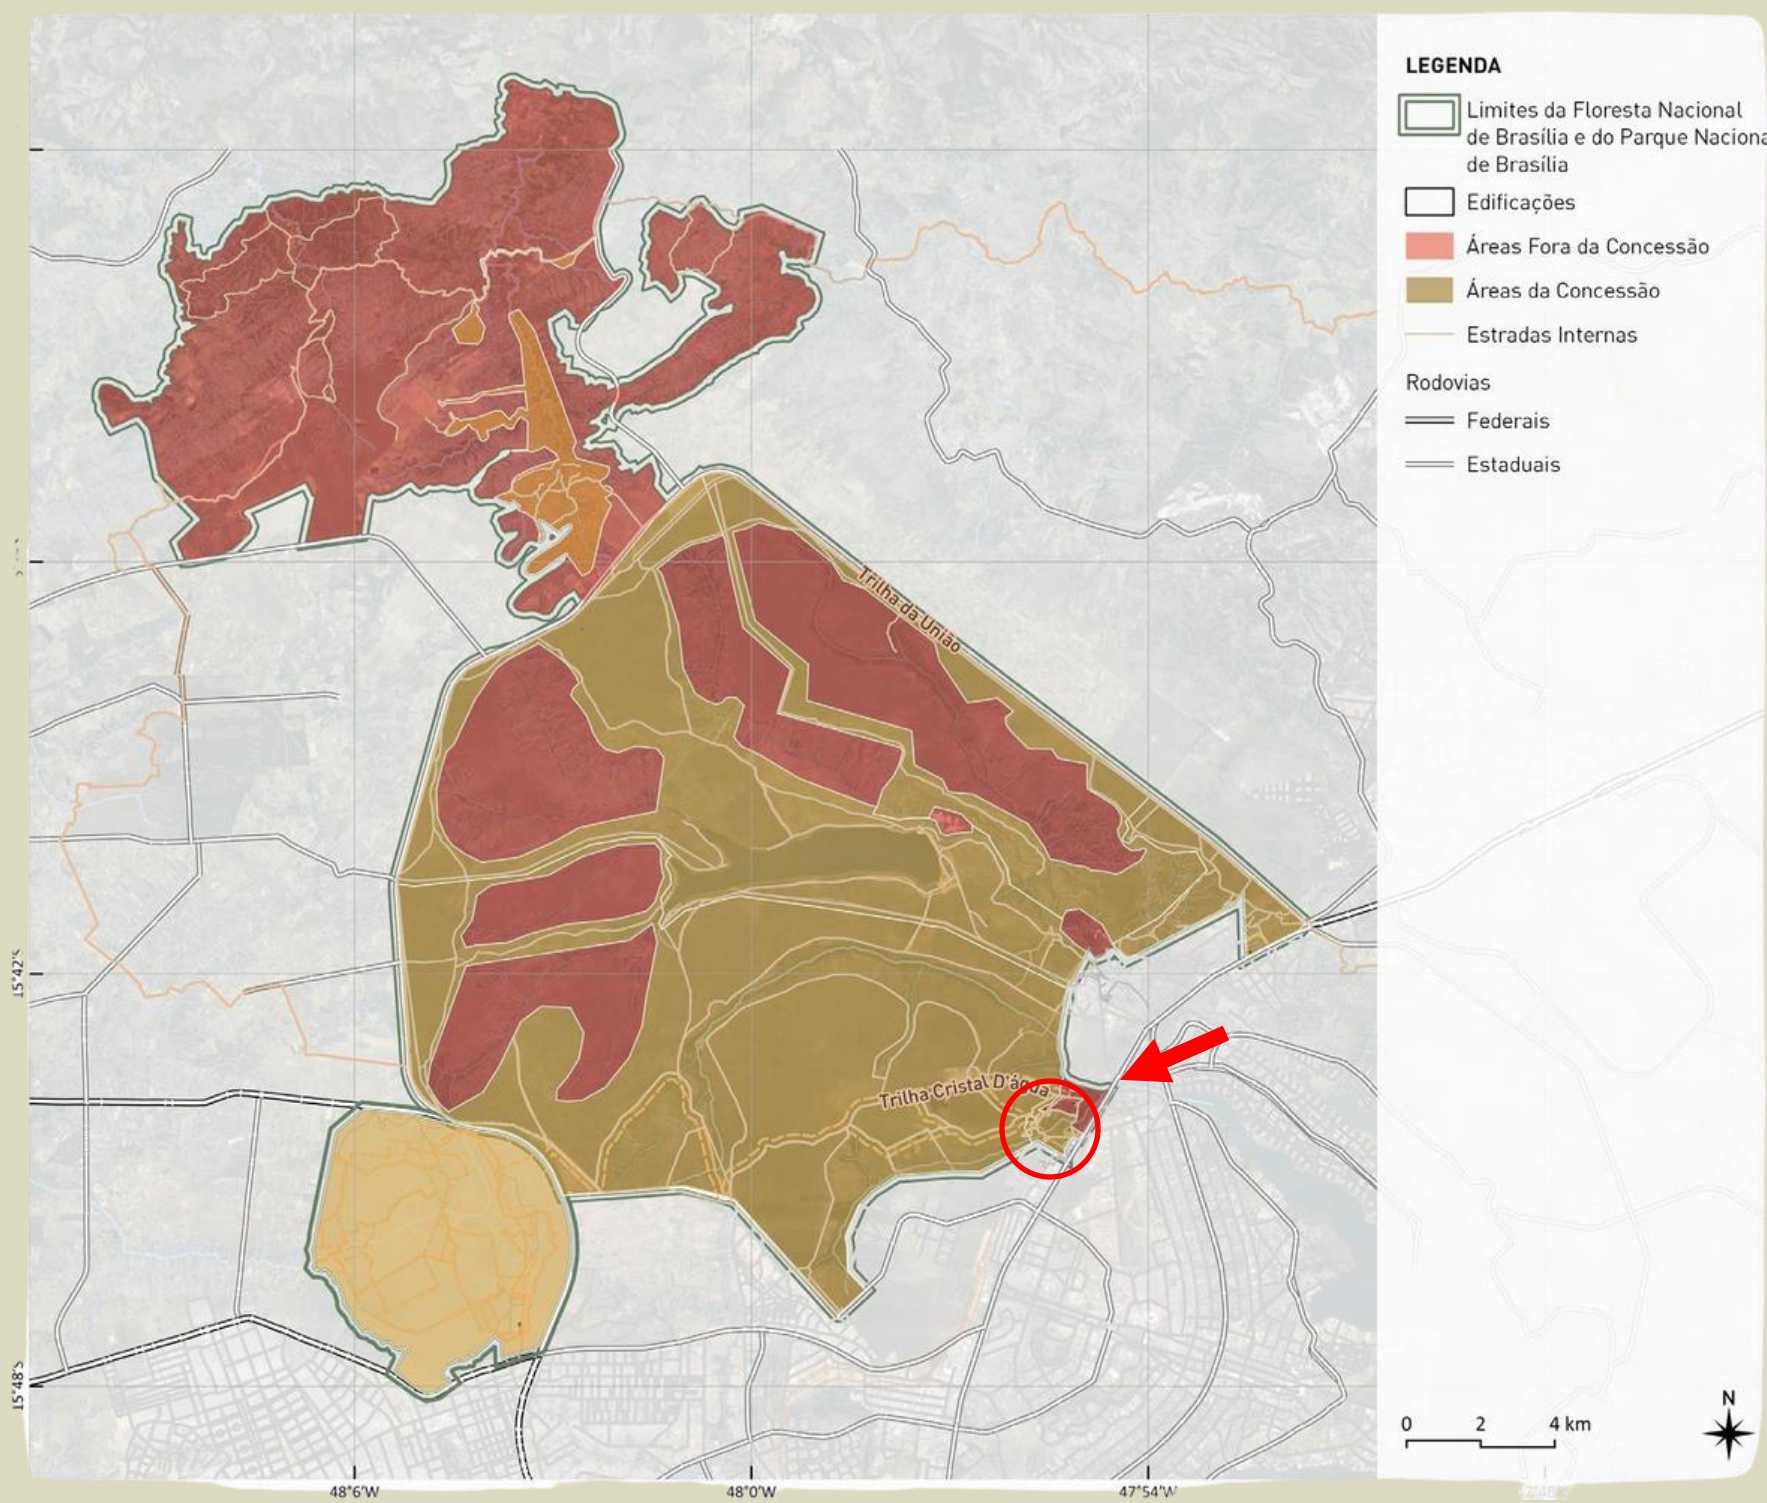 LEGENDA
Limites da Floresta Nacional
de Brasília e do Parque Naciona
de Brasília
Edificações
Áreas Fora da Concessão
Áreas da Concessão
Estradas Internas
Rodovias
Federais
Estaduais
Trilha da União
Trilha Cristal D'água
15°42'S
15°48'S
48°6'W
48°0'W
47°54'W
0 2 4 km
N